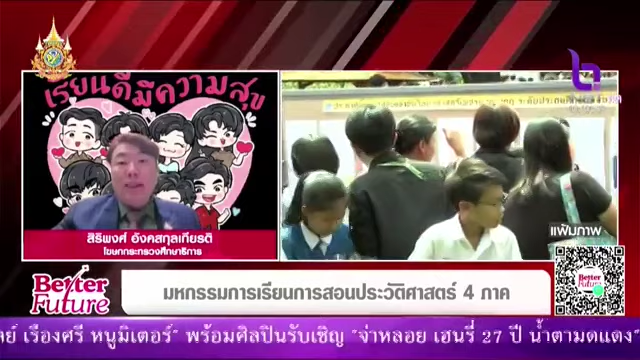 เรียนดีมีความสุข
สิริพงศ์ อังคสกุลเกียรติ
โฆษกกระทรวงศึกษาธิการ
แฟ้มภาพ
Better
Future
Better
Future
มหกรรมการเรียนการสอนประวัติศาสตร์ 4 ภาค
ย์ เรืองศรี หนูมิเตอร์" พร้อมศิลปินรับเชิญ "จ่าหลอย เฮนรี่ 27 ปี น้ำตามดแดง"